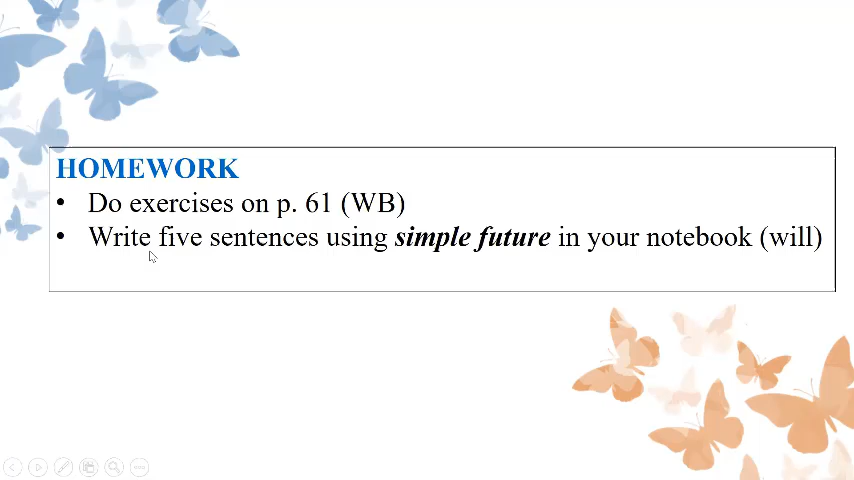 HOMEWORK
• Do exercises on p. 61 (WB)
• Write five sentences using simple future in your notebook (will)